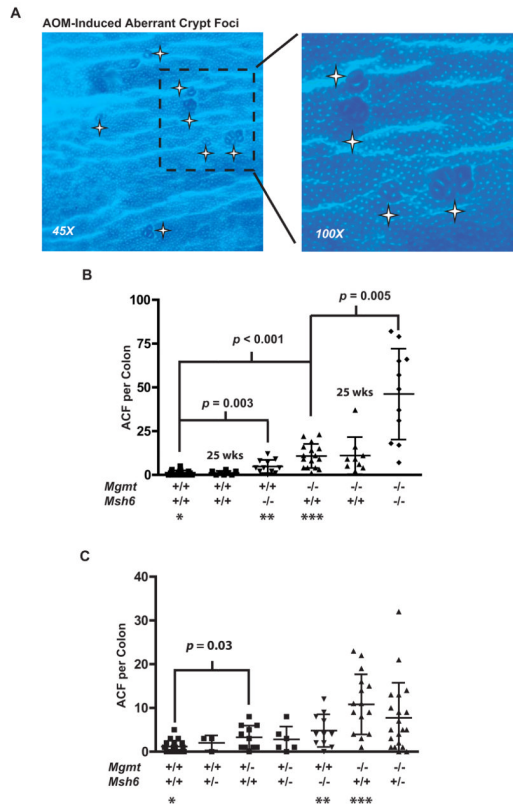 A
AOM-Induced Aberrant Crypt Foci
45X
100X
B
ACF per Colon
100
75
50
25
0
p = 0.005
p < 0.001
p = 0.003
25 wks
25 wks
Mgmt +/+ +/+ +/+ -/- -/- -/-
Msh6 +/+ +/+ -/- +/+ +/+ -/-
* ** ***
C
ACF per Colon
40
30
20
10
0
p = 0.03
Mgmt +/+ +/+ +/- +/- +/+ -/- -/-
Msh6 +/+ +/- +/+ +/- -/- +/+ +/-
* ** ***